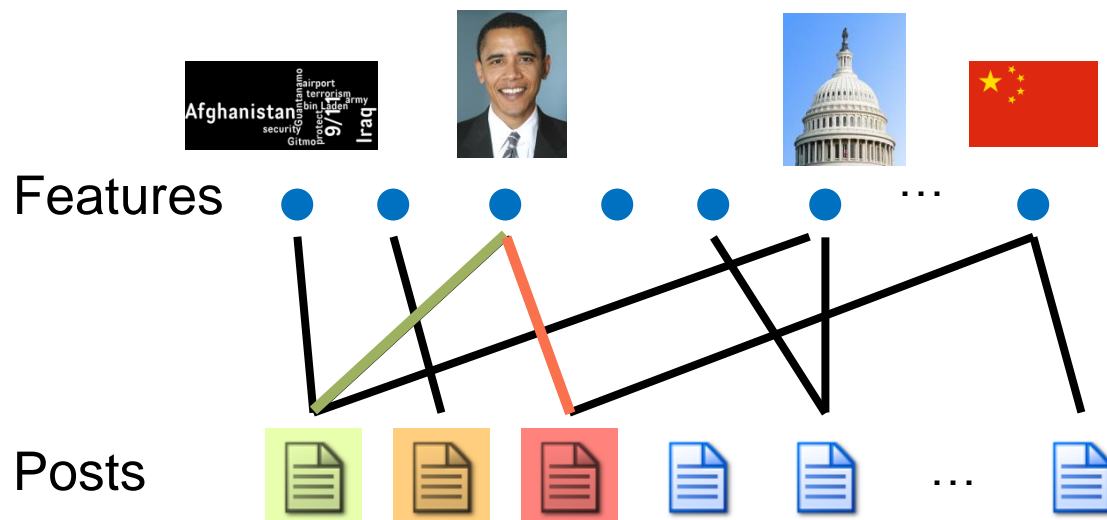 Afghanistan
security
Gitmo
Guantanamo
airport
terrorism
bin Laden
army
protect
9/11
Iraq
Features
...
Posts
...